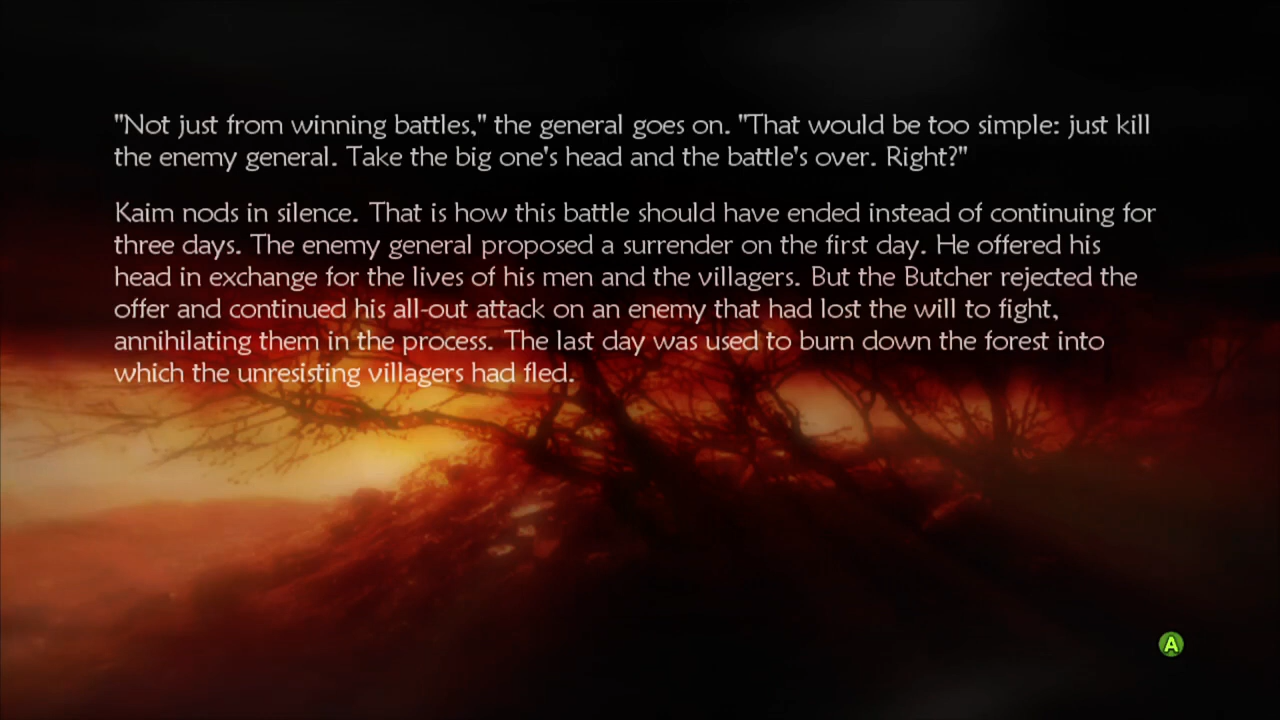 "Not just from winning battles," the general goes on. "That would be too simple: just kill
the enemy general. Take the big one's head and the battle's over. Right?"
Kaim nods in silence. That is how this battle should have ended instead of continuing for
three days. The enemy general proposed a surrender on the first day. He offered his
head in exchange for the lives of his men and the villagers. But the Butcher rejected the
offer and continued his all-out attack on an enemy that had lost the will to fight,
annihilating them in the process. The last day was used to burn down the forest into
which the unresisting villagers had fled.
A